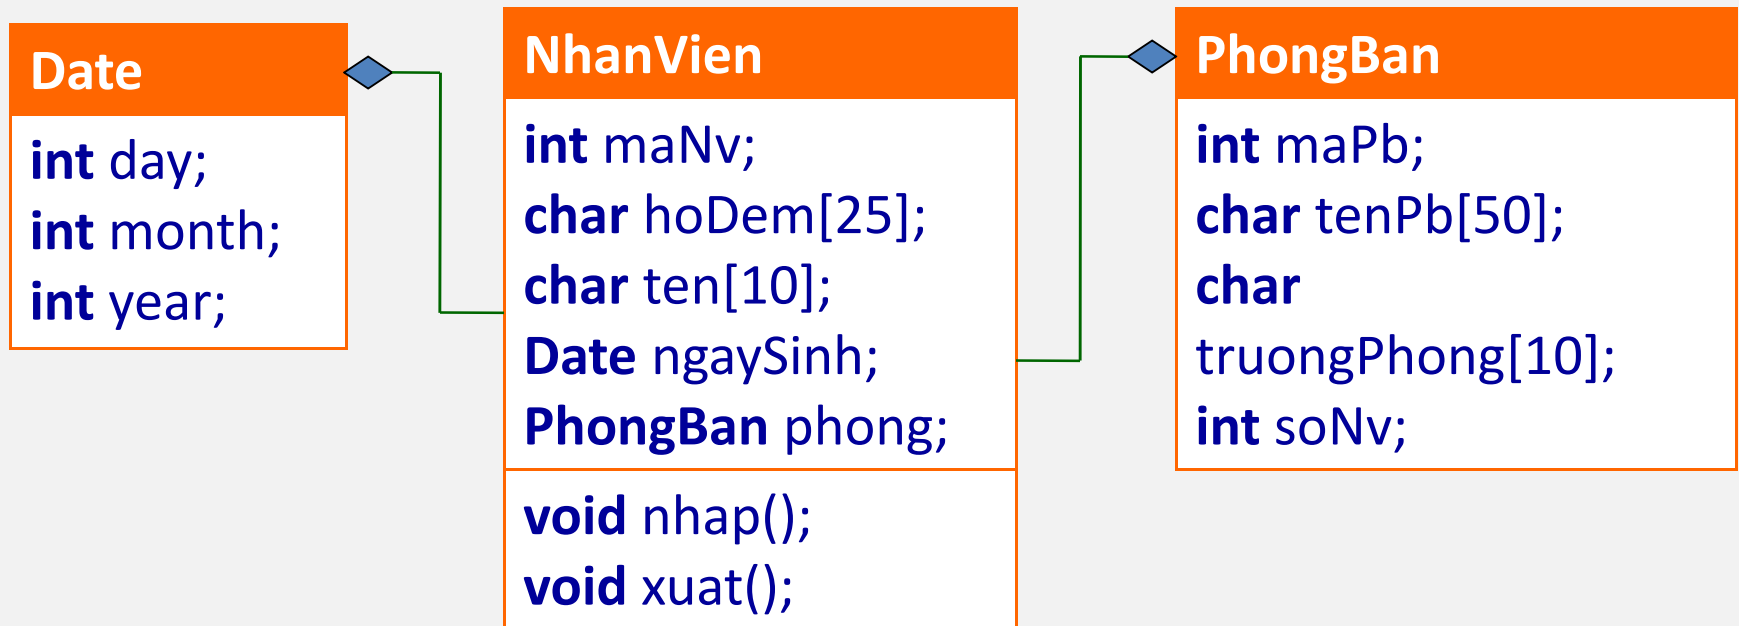 Date
int day;
int month;
int year;
NhanVien
int maNv;
char hoDem[25];
char ten[10];
Date ngaySinh;
PhongBan phong;
void nhap();
void xuat();
PhongBan
int maPb;
char tenPb[50];
char
truongPhong[10];
int soNv;